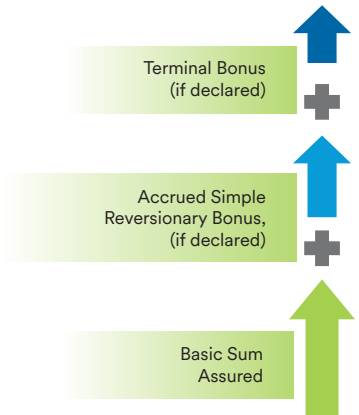 Terminal Bonus
(if declared)
Accrued Simple
Reversionary Bonus,
(if declared)
Basic Sum
Assured